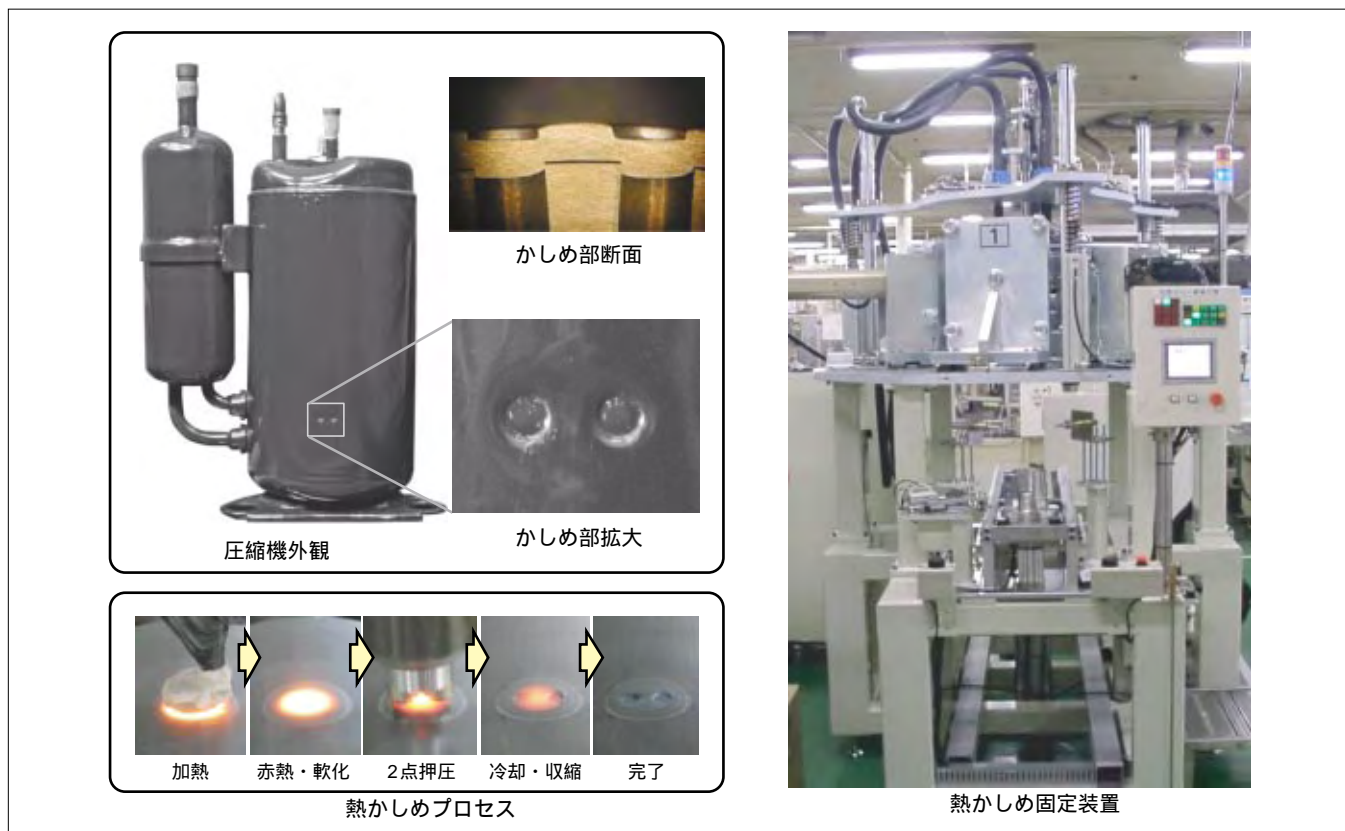 かしめ部断面
圧縮機外観
かしめ部拡大
加熱
赤熱・軟化
2点押圧
冷却・収縮
完了
熱かしめプロセス
1
熱かしめ固定装置